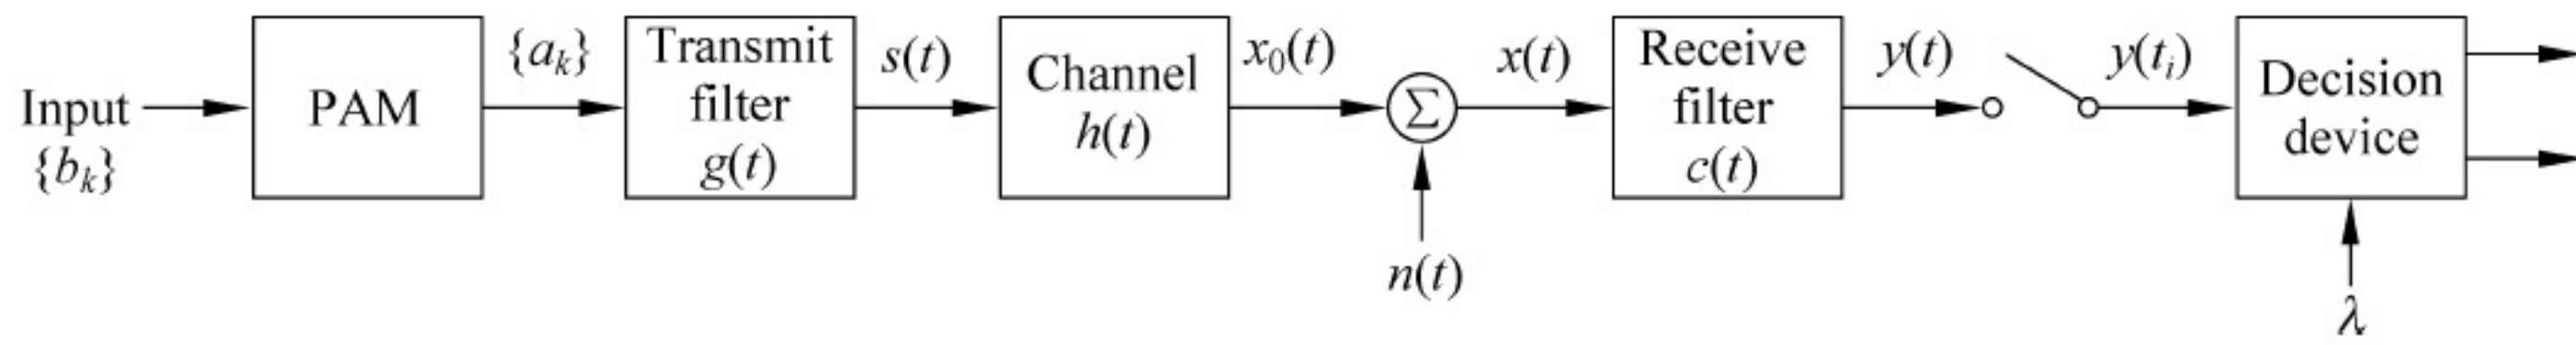 Input
{b_k}
PAM
{a_k}
Transmit
filter
g(t)
s(t)
Channel
h(t)
x_0(t)
Σ
n(t)
x(t)
Receive
filter
c(t)
y(t)
y(t_i)
Decision
device
λ